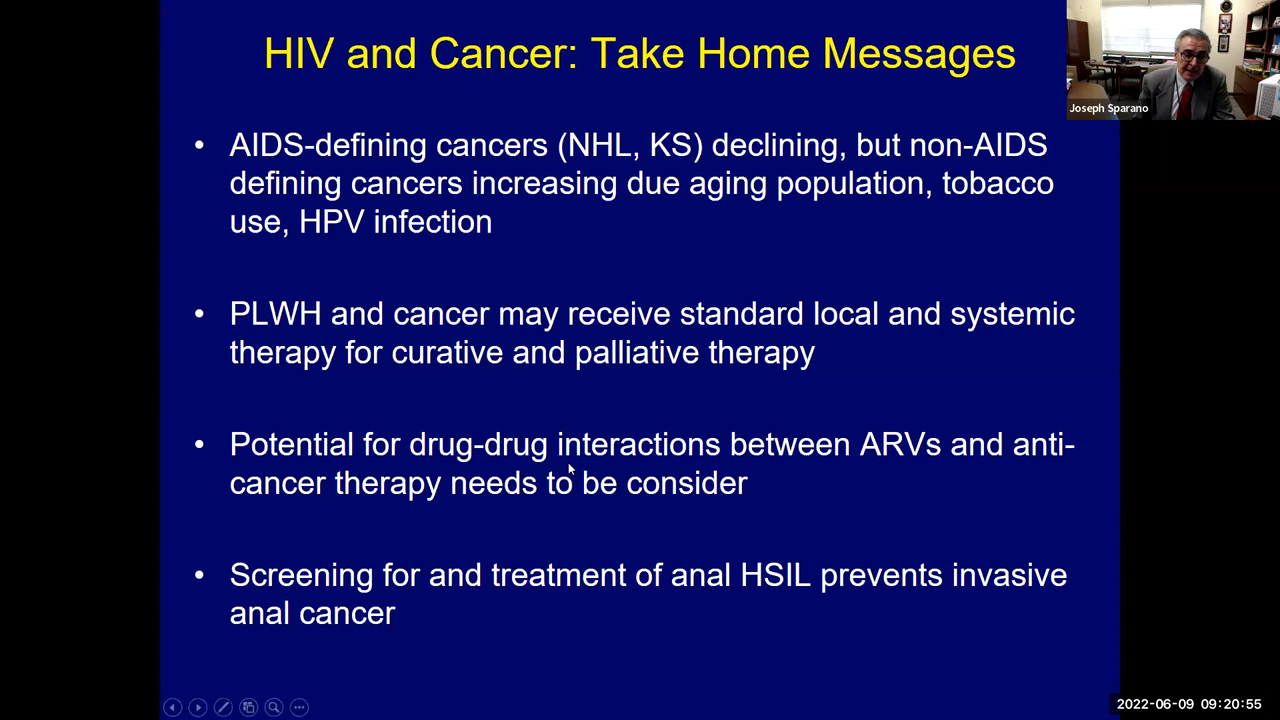 HIV and Cancer: Take Home Messages
Joseph Sparano
• AIDS-defining cancers (NHL, KS) declining, but non-AIDS
defining cancers increasing due aging population, tobacco
use, HPV infection
• PLWH and cancer may receive standard local and systemic
therapy for curative and palliative therapy
• Potential for drug-drug interactions between ARVs and anti-
cancer therapy needs to be consider
• Screening for and treatment of anal HSIL prevents invasive
anal cancer
2022-06-09 09:20:55